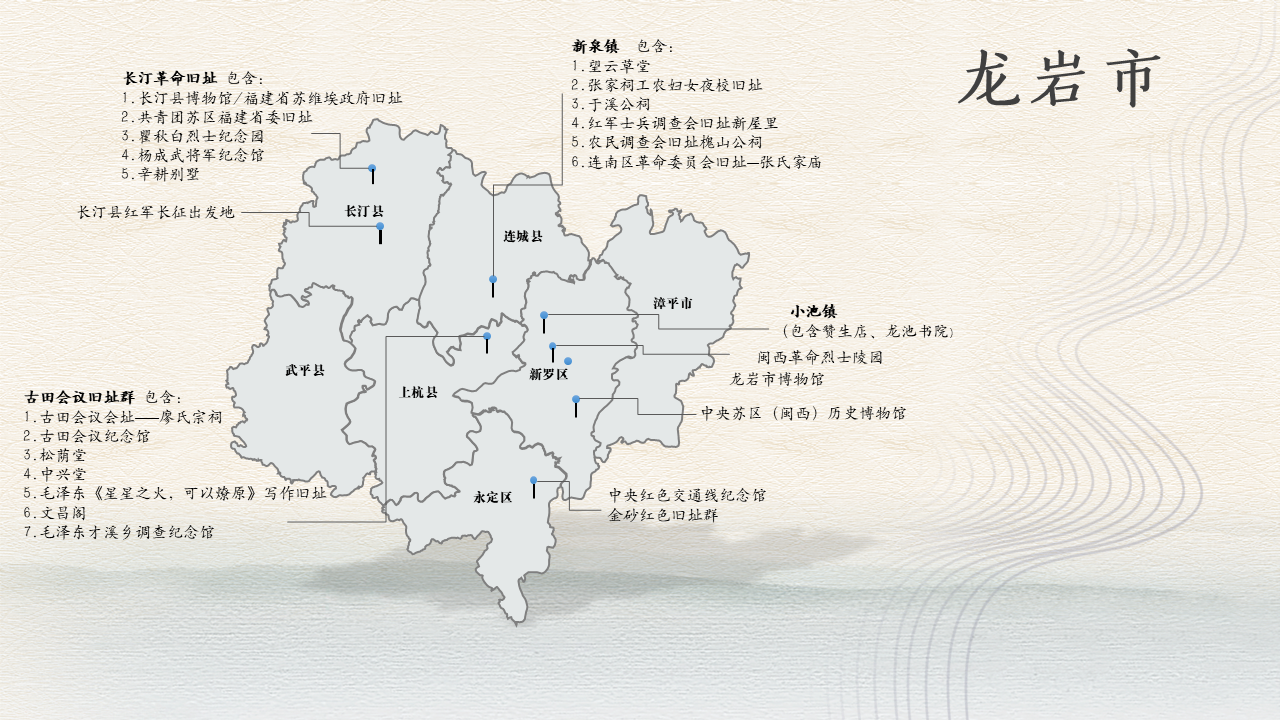 龙岩市
长汀革命旧址 包含：
1.长汀县博物馆/福建省苏维埃政府旧址
2.共青团苏区福建省委旧址
3.瞿秋白烈士纪念园
4.杨成武将军纪念馆
5.辛耕别墅
长汀县红军长征出发地
新泉镇 包含：
1.望云草堂
2.张家祠工农妇女夜校旧址
3.于溪公祠
4.红军士兵调查会旧址新屋里
5.农民调查会旧址槐山公祠
6.连南区革命委员会旧址—张氏家庙
长汀县
连城县
漳平市
武平县
上杭县
新罗区
永定区
小池镇
（包含赞生店、龙池书院）
闽西革命烈士陵园
龙岩市博物馆
中央苏区（闽西）历史博物馆
古田会议旧址群 包含：
1.古田会议会址——廖氏宗祠
2.古田会议纪念馆
3.松荫堂
4.中兴堂
5.毛泽东《星星之火，可以燎原》写作旧址
6.文昌阁
7.毛泽东才溪乡调查纪念馆
中央红色交通线纪念馆
金砂红色旧址群